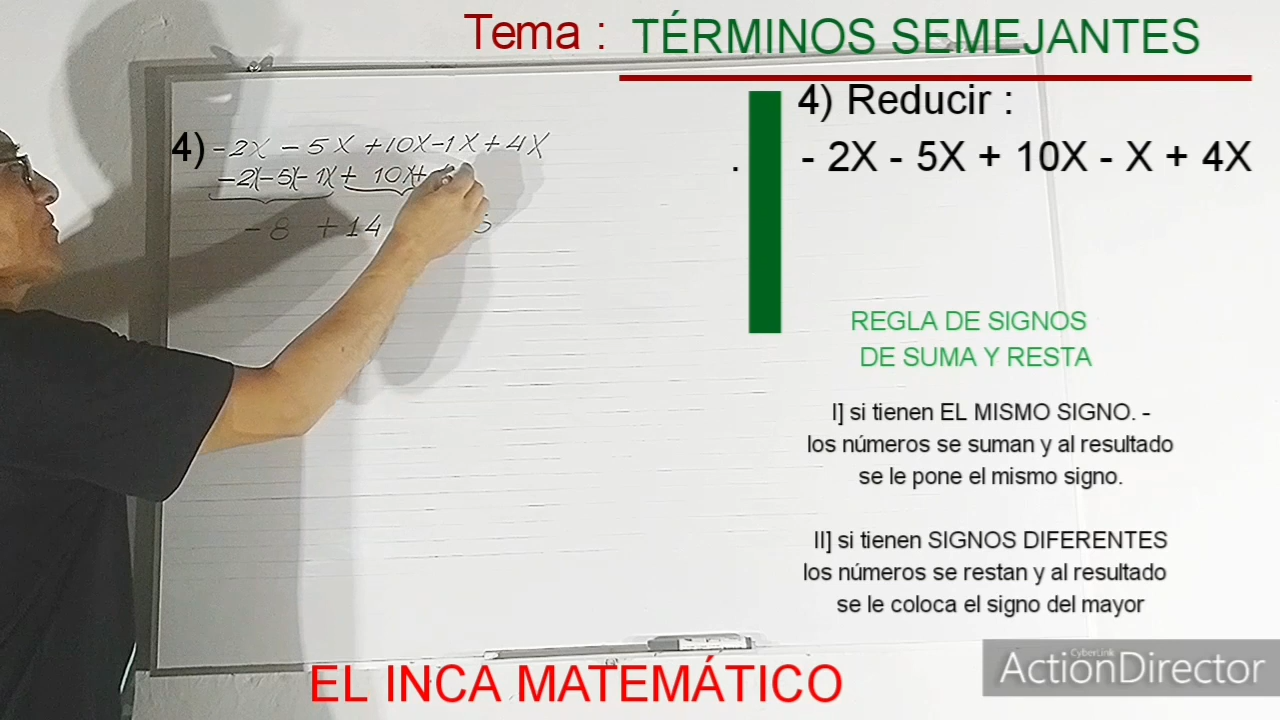 Tema : TÉRMINOS SEMEJANTES
4) Reducir :
. - 2X - 5X + 10X - X + 4X
4) -2X - 5X +10X-1X+4X
-2X-5X-1X+ 10X+
-8 +14
REGLA DE SIGNOS
DE SUMA Y RESTA
I] si tienen EL MISMO SIGNO. -
los números se suman y al resultado
se le pone el mismo signo.
II] si tienen SIGNOS DIFERENTES
los números se restan y al resultado
se le coloca el signo del mayor
EL INCA MATEMÁTICO
CyberLink
ActionDirector